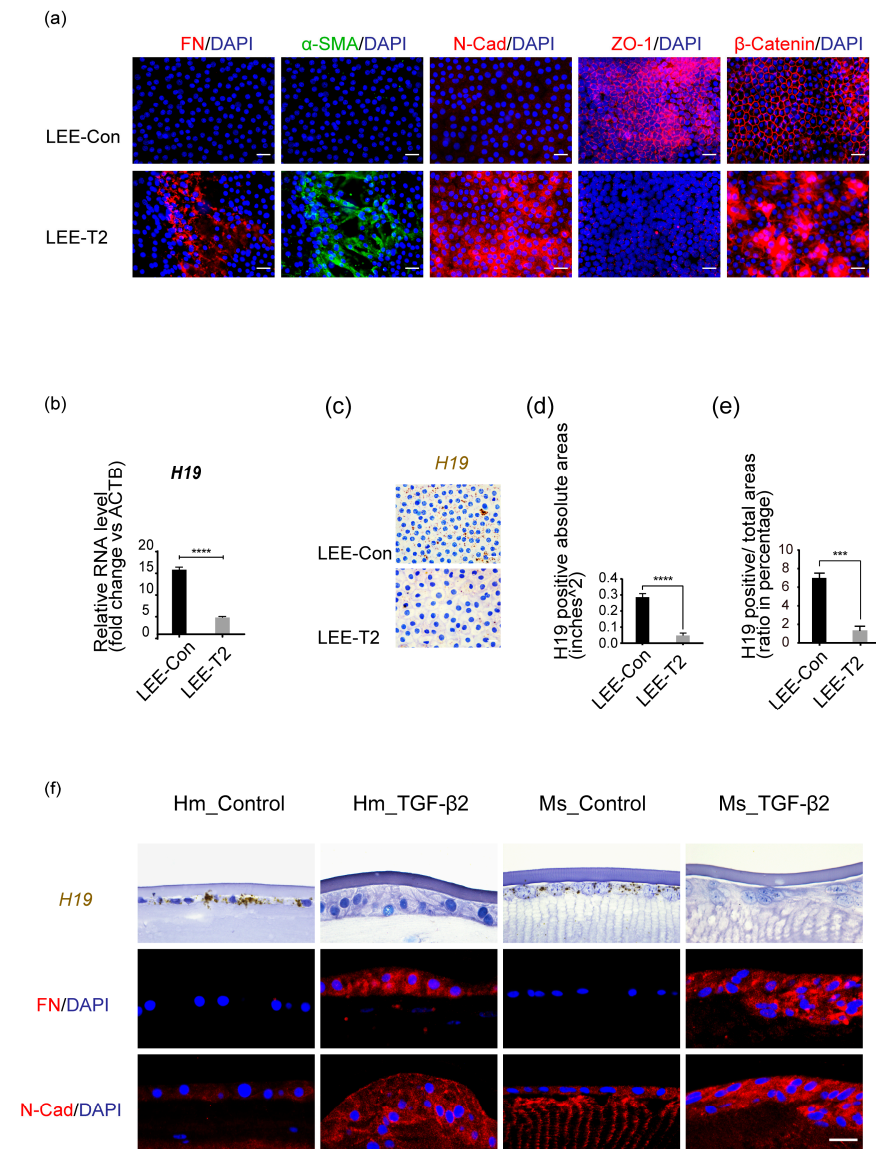 (a)
FN/DAPI α-SMA/DAPI N-Cad/DAPI ZO-1/DAPI β-Catenin/DAPI
LEE-Con
LEE-T2
(b)
H19
Relative RNA level
(fold change vs ACTB)
20
15
10
5
0
****
LEE-Con
LEE-T2
(c)
H19
LEE-Con
LEE-T2
(d)
H19 positive absolute areas
(inches^2)
0.4
0.3
0.2
0.1
0.0
****
LEE-Con
LEE-T2
(e)
H19 positive/ total areas
(ratio in percentage)
10
8
6
4
2
0
***
LEE-Con
LEE-T2
(f)
Hm_Control Hm_TGF-β2 Ms_Control Ms_TGF-β2
H19
FN/DAPI
N-Cad/DAPI